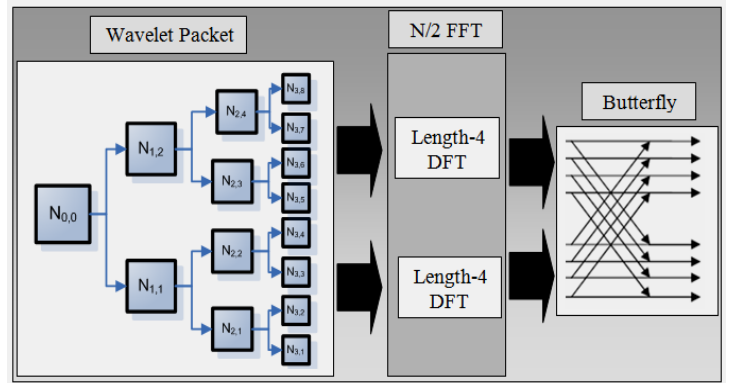 Wavelet Packet
N/2 FFT
Butterfly
N0,0
N1,2
N1,1
N2,4
N2,3
N2,2
N2,1
N3,8
N3,7
N3,6
N3,5
N3,4
N3,3
N3,2
N3,1
Length-4
DFT
Length-4
DFT